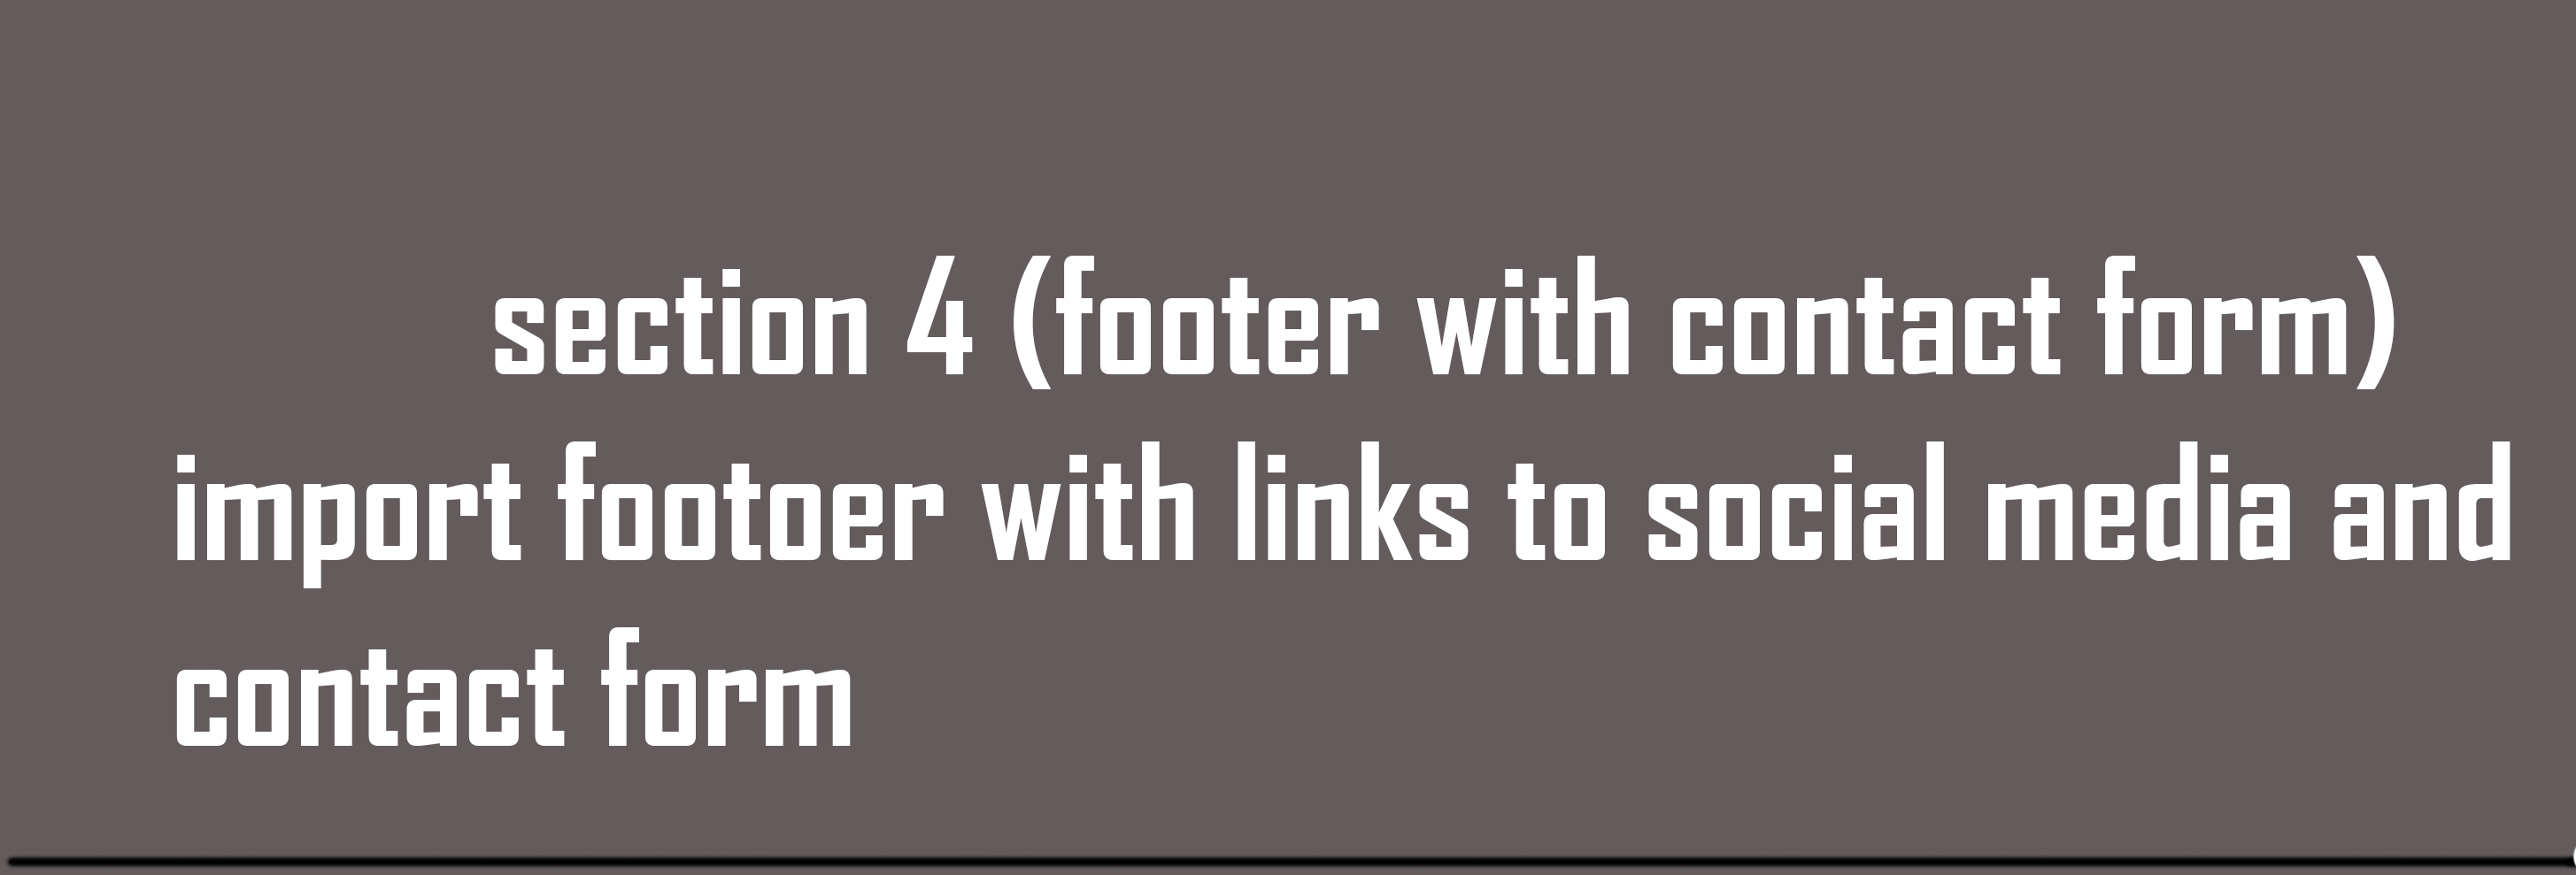 section 4 (footer with contact form)
import footoer with links to social media and
contact form